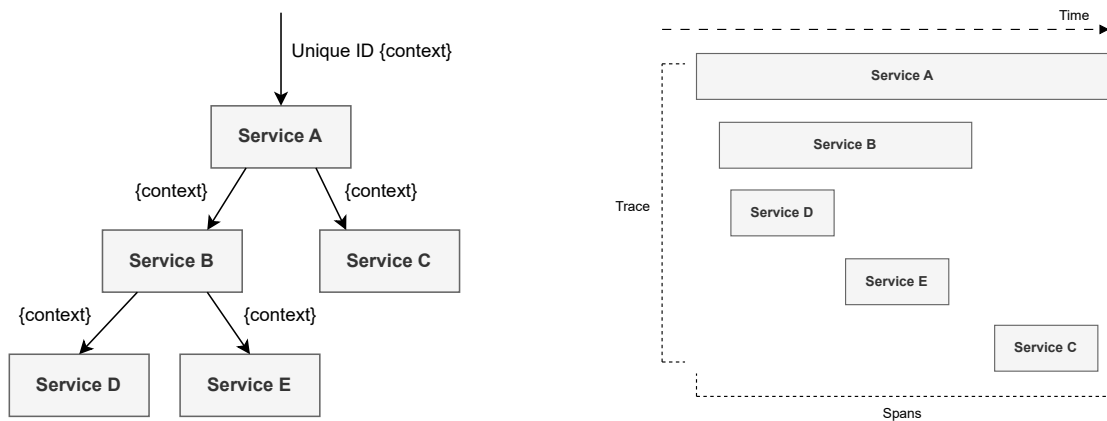 Unique ID {context}
Service A
{context}
{context}
Service B
Service C
{context}
{context}
Service D
Service E
Time
Service A
Service B
Trace
Service D
Service E
Service C
Spans